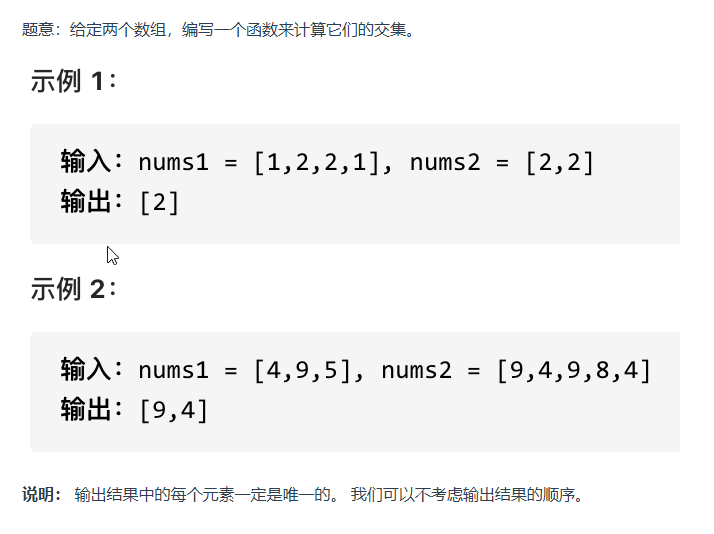 题意：给定两个数组，编写一个函数来计算它们的交集。
示例 1：
输入：nums1 = [1,2,2,1], nums2 = [2,2]
输出：[2]
示例 2：
输入：nums1 = [4,9,5], nums2 = [9,4,9,8,4]
输出：[9,4]
说明： 输出结果中的每个元素一定是唯一的。 我们可以不考虑输出结果的顺序。